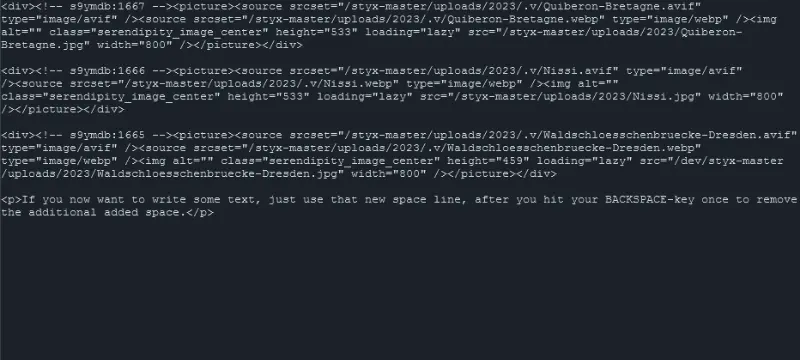 <div><!-- s9ymdb:1667 --><picture><source srcset="/styx-master/uploads/2023/.v/Quiberon-Bretagne.avif"
type="image/avif" /><source srcset="/styx-master/uploads/2023/.v/Quiberon-Bretagne.webp" type="image/webp" /><img
alt="" class="serendipity_image_center" height="533" loading="lazy" src="/styx-master/uploads/2023/Quiberon-
Bretagne.jpg" width="800" /></picture></div>
<div><!-- s9ymdb:1666 --><picture><source srcset="/styx-master/uploads/2023/.v/Nissi.avif" type="image/avif"
/><source srcset="/styx-master/uploads/2023/.v/Nissi.webp" type="image/webp" /><img alt=""
class="serendipity_image_center" height="533" loading="lazy" src="/styx-master/uploads/2023/Nissi.jpg" width="800"
/></picture></div>
<div><!-- s9ymdb:1665 --><picture><source srcset="/styx-master/uploads/2023/.v/Waldschloesschenbruecke-Dresden.avif"
type="image/avif" /><source srcset="/styx-master/uploads/2023/.v/Waldschloesschenbruecke-Dresden.webp"
type="image/webp" /><img alt="" class="serendipity_image_center" height="459" loading="lazy" src="/dev/styx-master
/uploads/2023/Waldschloesschenbruecke-Dresden.jpg" width="800" /></picture></div>
<p>If you now want to write some text, just use that new space line, after you hit your BACKSPACE-key once to remove
the additional added space.</p>